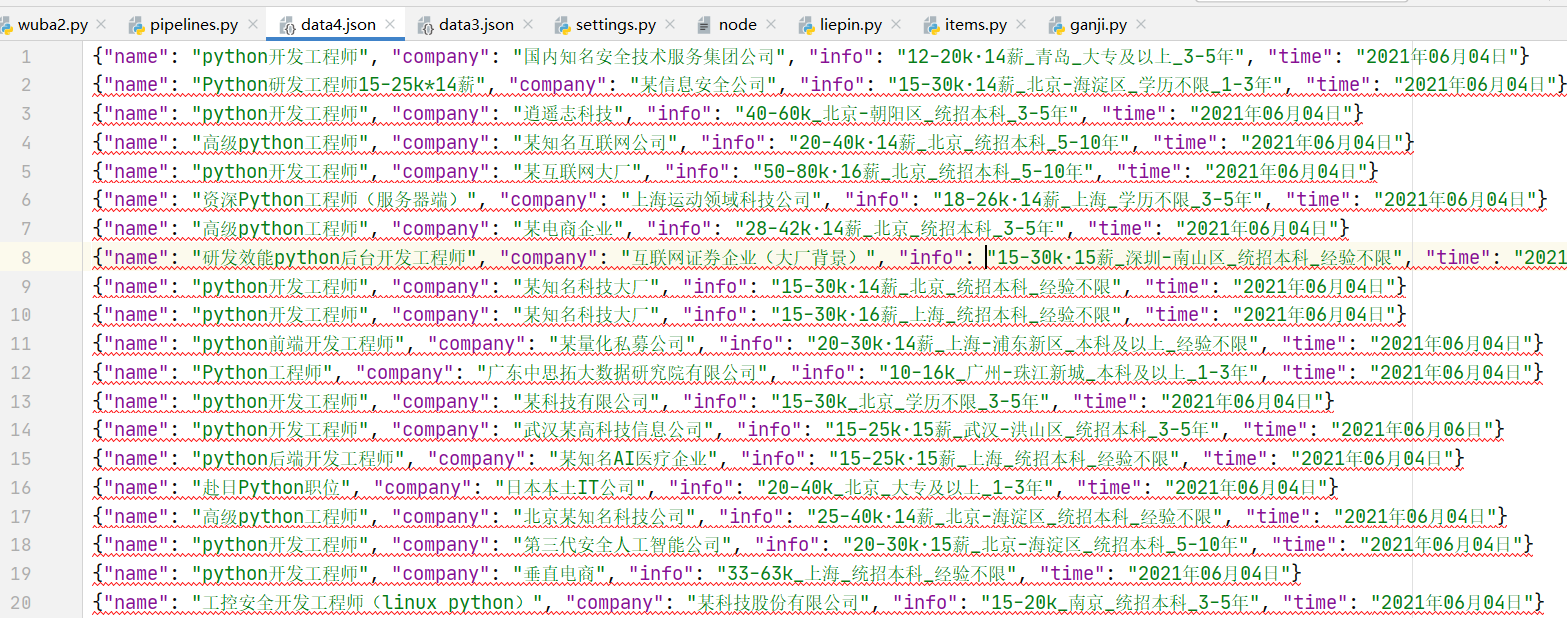 wuba2.py pipelines.py data4.json data3.json settings.py node liepin.py items.py ganji.py
1 {"name": "python开发工程师", "company": "国内知名安全技术服务集团公司", "info": "12-20k·14薪_青岛_大专及以上_3-5年", "time": "2021年06月04日"}
2 {"name": "Python研发工程师15-25k*14薪", "company": "某信息安全公司", "info": "15-30k·14薪_北京-海淀区_学历不限_1-3年", "time": "2021年06月04日"}
3 {"name": "python开发工程师", "company": "逍遥志科技", "info": "40-60k_北京-朝阳区_统招本科_3-5年", "time": "2021年06月04日"}
4 {"name": "高级python工程师", "company": "某知名互联网公司", "info": "20-40k·14薪_北京_统招本科_5-10年", "time": "2021年06月04日"}
5 {"name": "python开发工程师", "company": "某互联网大厂", "info": "50-80k·16薪_北京_统招本科_5-10年", "time": "2021年06月04日"}
6 {"name": "资深Python工程师（服务器端）", "company": "上海运动领域科技公司", "info": "18-26k·14薪_上海_学历不限_3-5年", "time": "2021年06月04日"}
7 {"name": "高级python工程师", "company": "某电商企业", "info": "28-42k·14薪_北京_统招本科_3-5年", "time": "2021年06月04日"}
8 {"name": "研发效能python后台开发工程师", "company": "互联网证券企业（大厂背景）", "info": "15-30k·15薪_深圳-南山区_统招本科_经验不限", "time": "2021
9 {"name": "python开发工程师", "company": "某知名科技大厂", "info": "15-30k·14薪_北京_统招本科_经验不限", "time": "2021年06月04日"}
10 {"name": "python开发工程师", "company": "某知名科技大厂", "info": "15-30k·16薪_上海_统招本科_经验不限", "time": "2021年06月04日"}
11 {"name": "python前端开发工程师", "company": "某量化私募公司", "info": "20-30k·14薪_上海-浦东新区_本科及以上_经验不限", "time": "2021年06月04日"}
12 {"name": "Python工程师", "company": "广东中思拓大数据研究院有限公司", "info": "10-16k_广州-珠江新城_本科及以上_1-3年", "time": "2021年06月04日"}
13 {"name": "python开发工程师", "company": "某科技有限公司", "info": "15-30k_北京_学历不限_3-5年", "time": "2021年06月04日"}
14 {"name": "python开发工程师", "company": "武汉某高科技信息公司", "info": "15-25k·15薪_武汉-洪山区_统招本科_3-5年", "time": "2021年06月06日"}
15 {"name": "python后端开发工程师", "company": "某知名AI医疗企业", "info": "15-25k·15薪_上海_统招本科_经验不限", "time": "2021年06月04日"}
16 {"name": "赴日Python职位", "company": "日本本土IT公司", "info": "20-40k_北京_大专及以上_1-3年", "time": "2021年06月04日"}
17 {"name": "高级python工程师", "company": "北京某知名科技公司", "info": "25-40k·14薪_北京-海淀区_统招本科_经验不限", "time": "2021年06月04日"}
18 {"name": "python开发工程师", "company": "第三代安全人工智能公司", "info": "20-30k·15薪_北京-海淀区_统招本科_5-10年", "time": "2021年06月04日"}
19 {"name": "python开发工程师", "company": "垂直电商", "info": "33-63k_上海_统招本科_经验不限", "time": "2021年06月04日"}
20 {"name": "工控安全开发工程师（linux python）", "company": "某科技股份有限公司", "info": "15-20k_南京_统招本科_3-5年", "time": "2021年06月04日"}